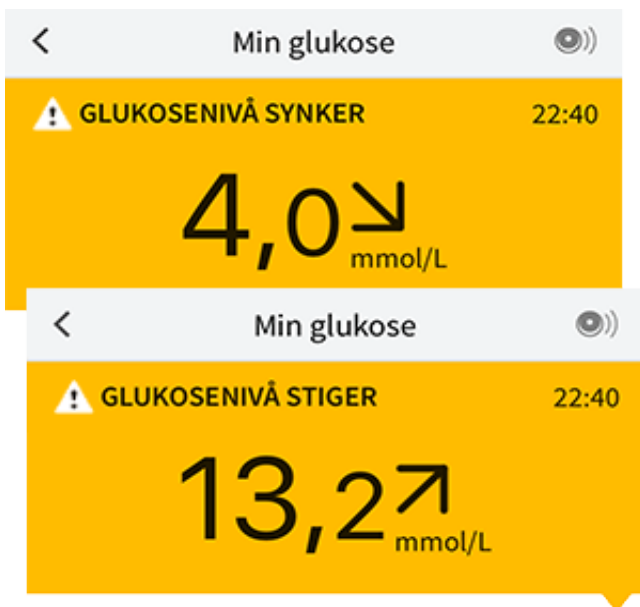 Min glukose
GLUKOSENIVÅ SYNKER 22:40
4,0
mmol/L
Min glukose
GLUKOSENIVÅ STIGER 22:40
13,2
mmol/L